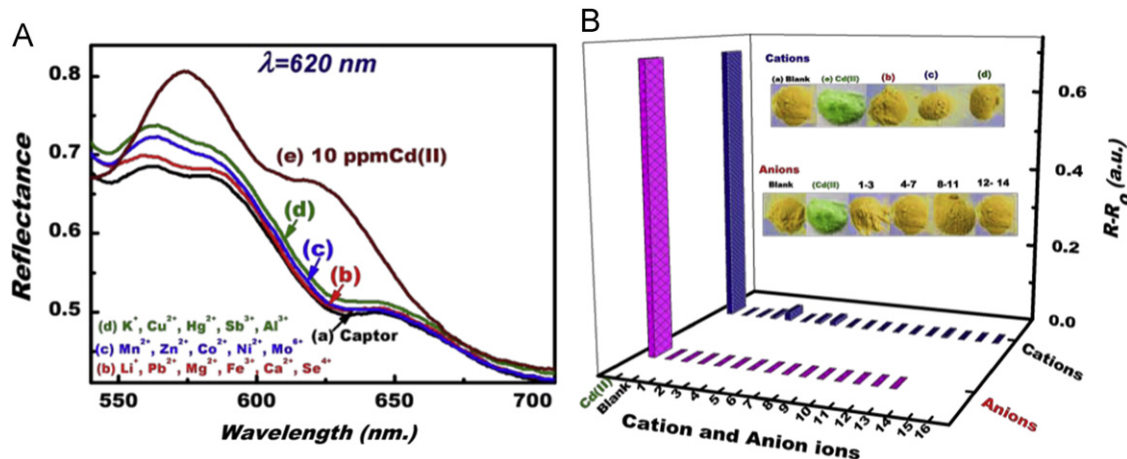 A
λ=620 nm
0.8
0.7
0.6
0.5
Reflectance
(e) 10 ppmCd(II)
(d)
(c)
(b)
(a) Captor
(d) K⁺, Cu²⁺, Hg²⁺, Sb³⁺, Al³⁺
(c) Mn²⁺, Zn²⁺, Co²⁺, Ni²⁺, Mo⁶⁺
(b) Li⁺, Pb²⁺, Mg²⁺, Fe³⁺, Ca²⁺, Se⁴⁺
550 600 650 700
Wavelength (nm.)
B
Cations
(a) Blank (e) Cd(II) (b) (c) (d)
Anions
Blank (Cd(II) 1-3 4-7 8-11 12- 14
0.6
0.4
0.2
0.0
R-R₀ (a.u.)
Cations
Anions
Cd(II) Blank 1 2 3 4 5 6 7 8 9 10 11 12 13 14 15 16
Cation and Anion ions